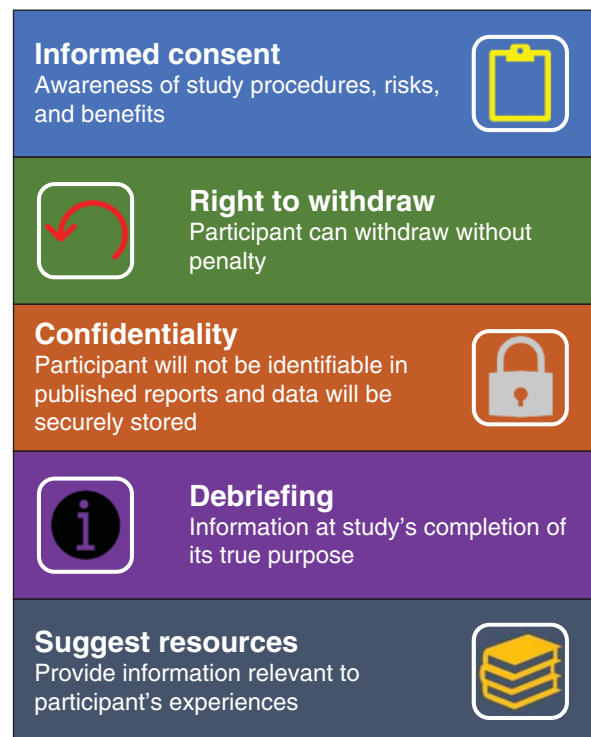 Informed consent
Awareness of study procedures, risks,
and benefits
Right to withdraw
Participant can withdraw without
penalty
Confidentiality
Participant will not be identifiable in
published reports and data will be
securely stored
Debriefing
Information at study's completion of
its true purpose
Suggest resources
Provide information relevant to
participant's experiences